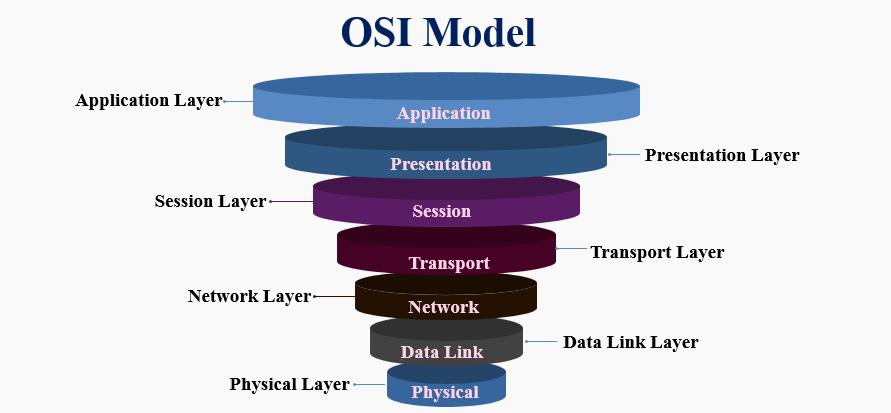 OSI Model
Application Layer
Application
Presentation
Presentation Layer
Session Layer
Session
Transport
Transport Layer
Network Layer
Network
Data Link
Data Link Layer
Physical Layer
Physical